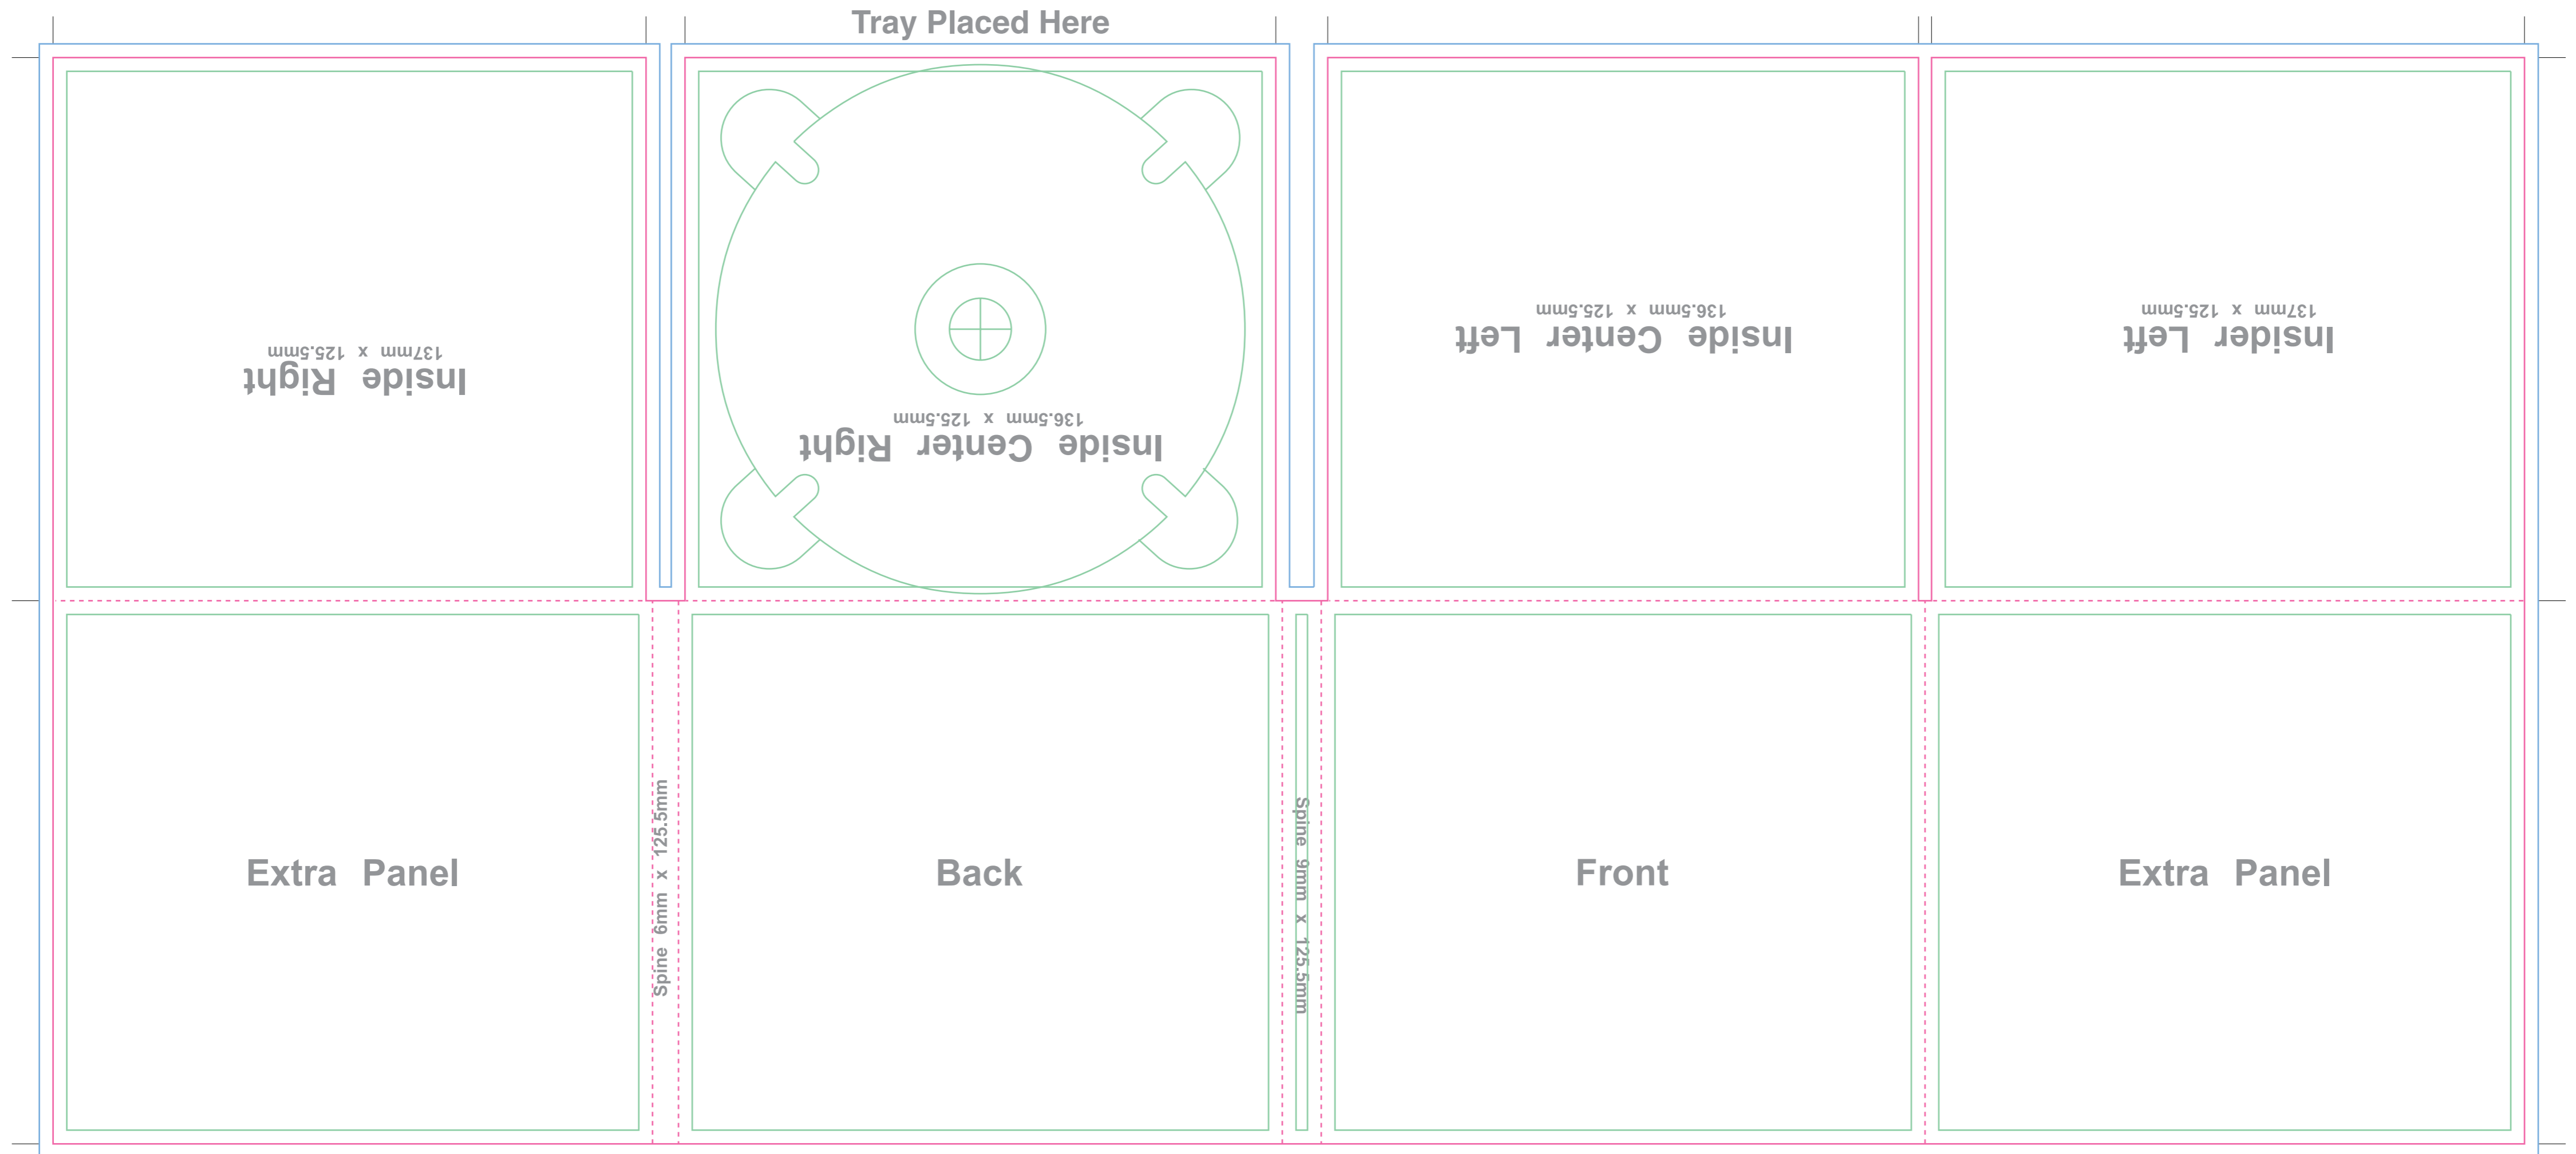 Tray Placed Here
Inside Right
137mm x 125.5mm
Inside Center Right
136.5mm x 125.5mm
Inside Center Left
136.5mm x 125.5mm
Insider Left
137mm x 125.5mm
Extra Panel
Spine 6mm x 125.5mm
Back
Spine 9mm x 125.5mm
Front
Extra Panel